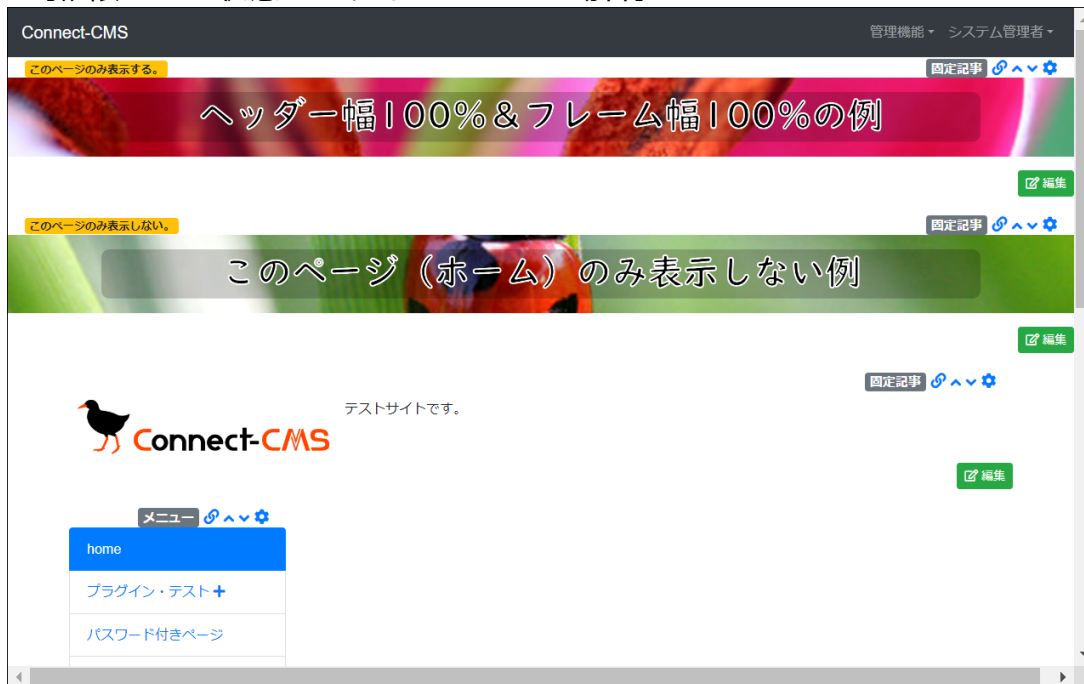 Connect-CMS
管理機能 システム管理者
このページのみ表示する。
固定記事
ヘッダー幅100%&フレーム幅100%の例
編集
このページのみ表示しない。
固定記事
このページ(ホーム)のみ表示しない例
編集
固定記事
テストサイトです。
Connect-CMS
編集
メニュー
home
プラグイン・テスト+
パスワード付きページ